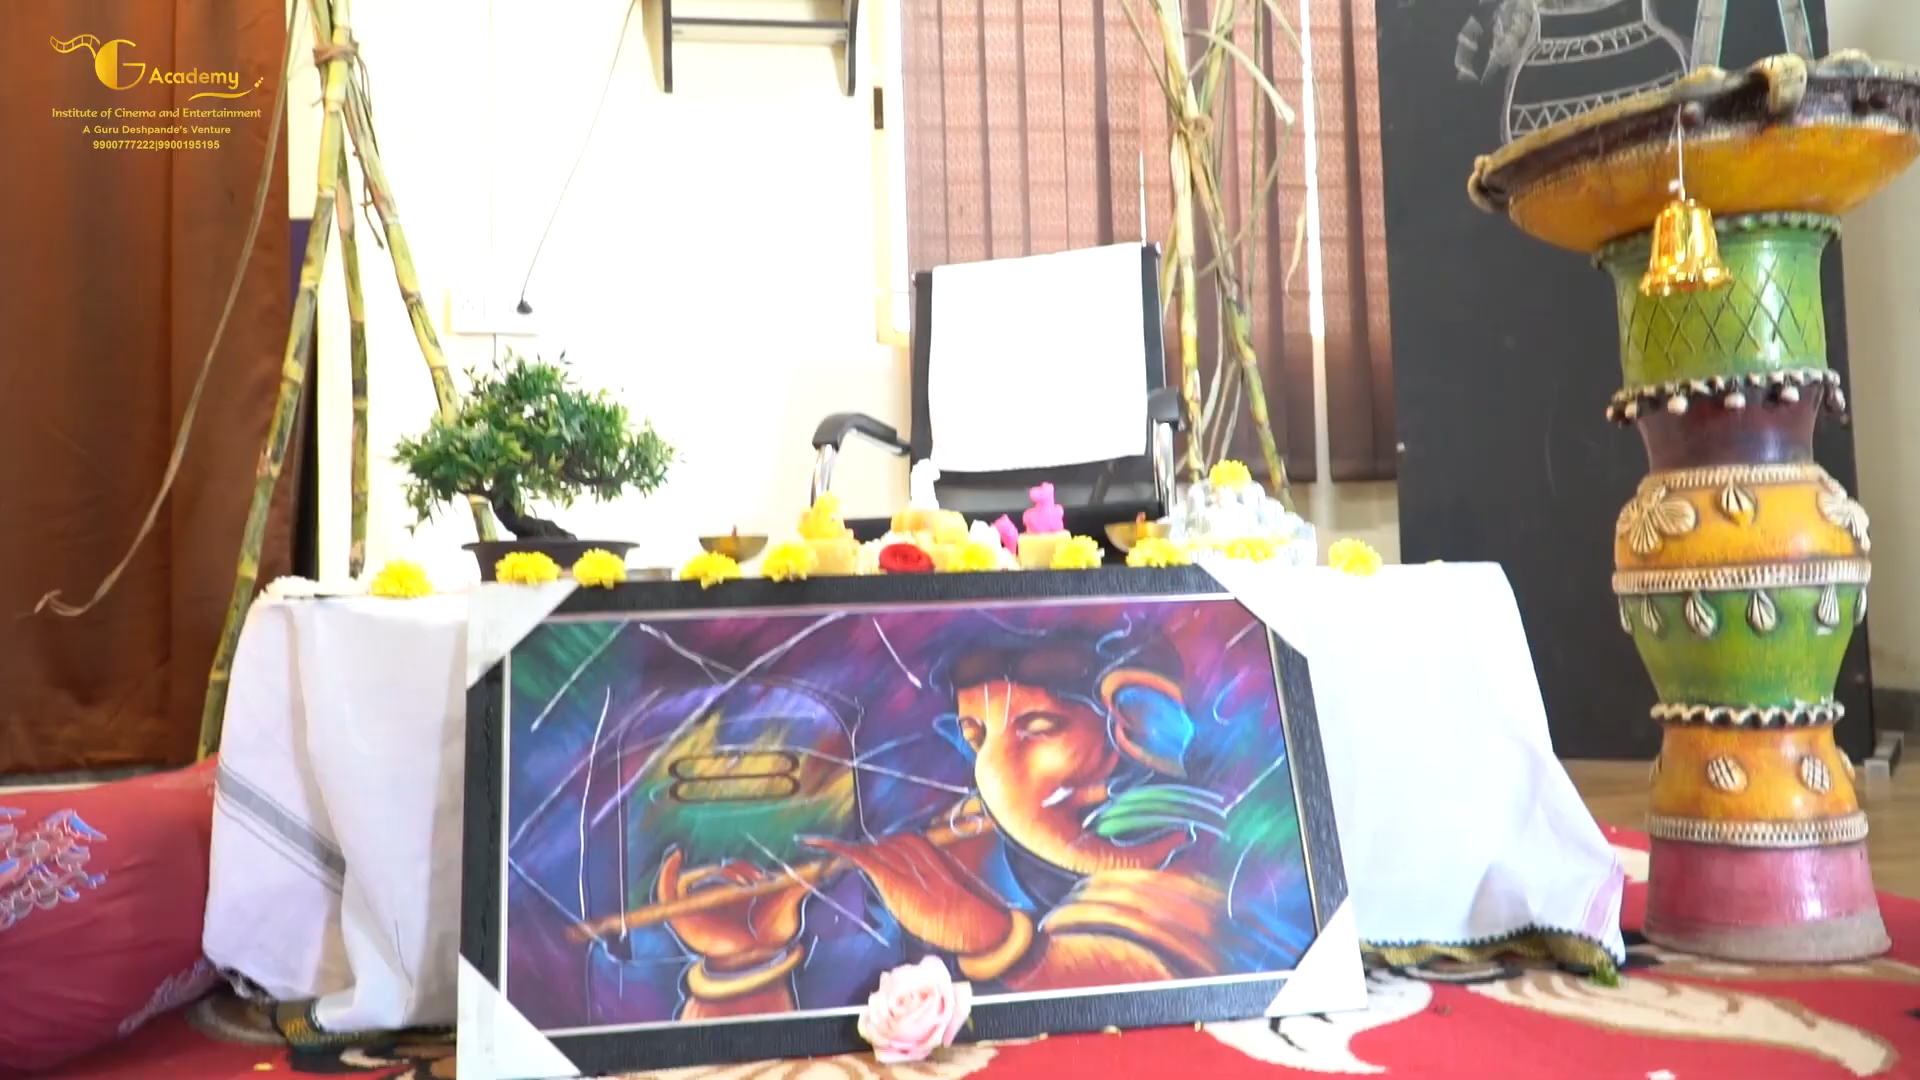 G Academy
Institute of Cinema and Entertainment
A Guru Deshpande's Venture
9900777222|9900195195